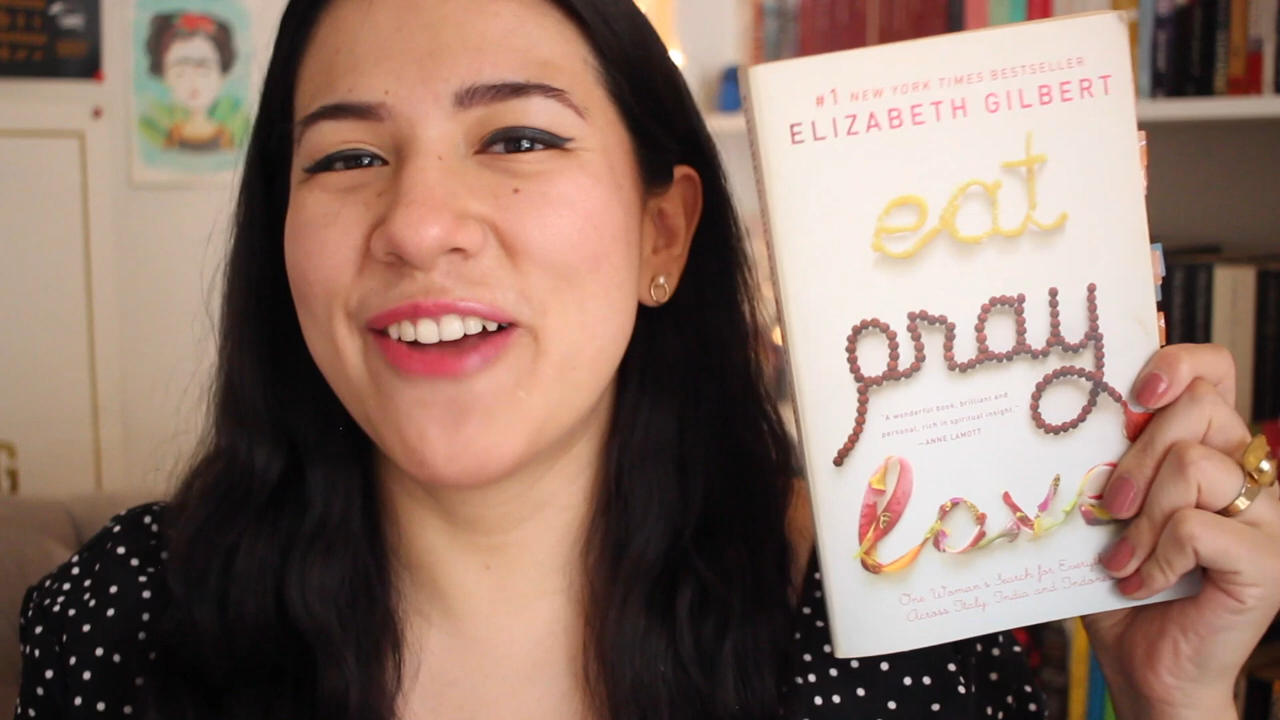 #1 NEW YORK TIMES BESTSELLER
ELIZABETH GILBERT
eat
pray
"A wonderful book, brilliant and
personal, rich in spiritual insight."
—ANNE LAMOTT
love
One Woman's Search for
Across Italy, India and